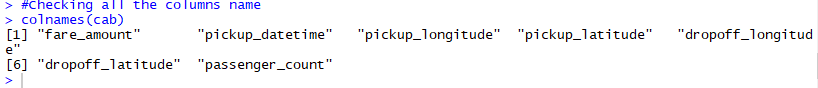 > #Checking all the columns name
> colnames(cab)
[1] "fare_amount"       "pickup_datetime"   "pickup_longitude"  "pickup_latitude"   "dropoff_longitud
e"
[6] "dropoff_latitude"  "passenger_count"
>